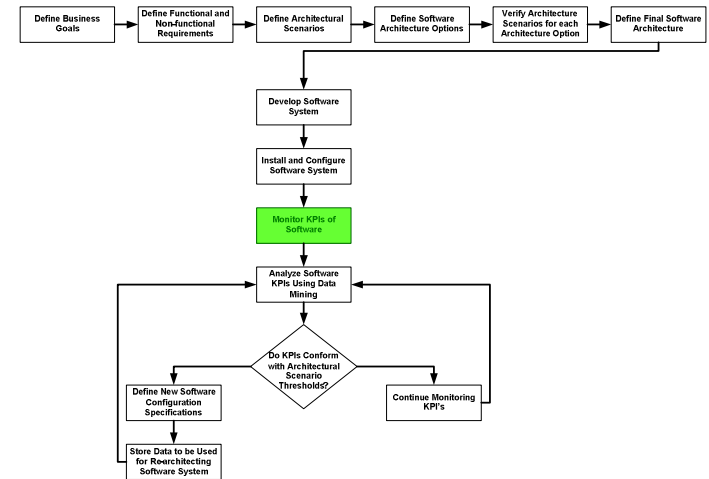 Define Business
Goals
Define Functional and
Non-functional
Requirements
Define Architectural
Scenarios
Define Software
Architecture Options
Verify Architecture
Scenarios for each
Architecture Option
Define Final Software
Architecture
Develop Software
System
Install and Configure
Software System
Monitor KPIs of
Software
Analyze Software
KPIs Using Data
Mining
Do KPIs Conform
with Architectural
Scenario
Thresholds?
Define New Software
Configuration
Specifications
Continue Monitoring
KPI's
Store Data to be Used
for Re-architecting
Software System